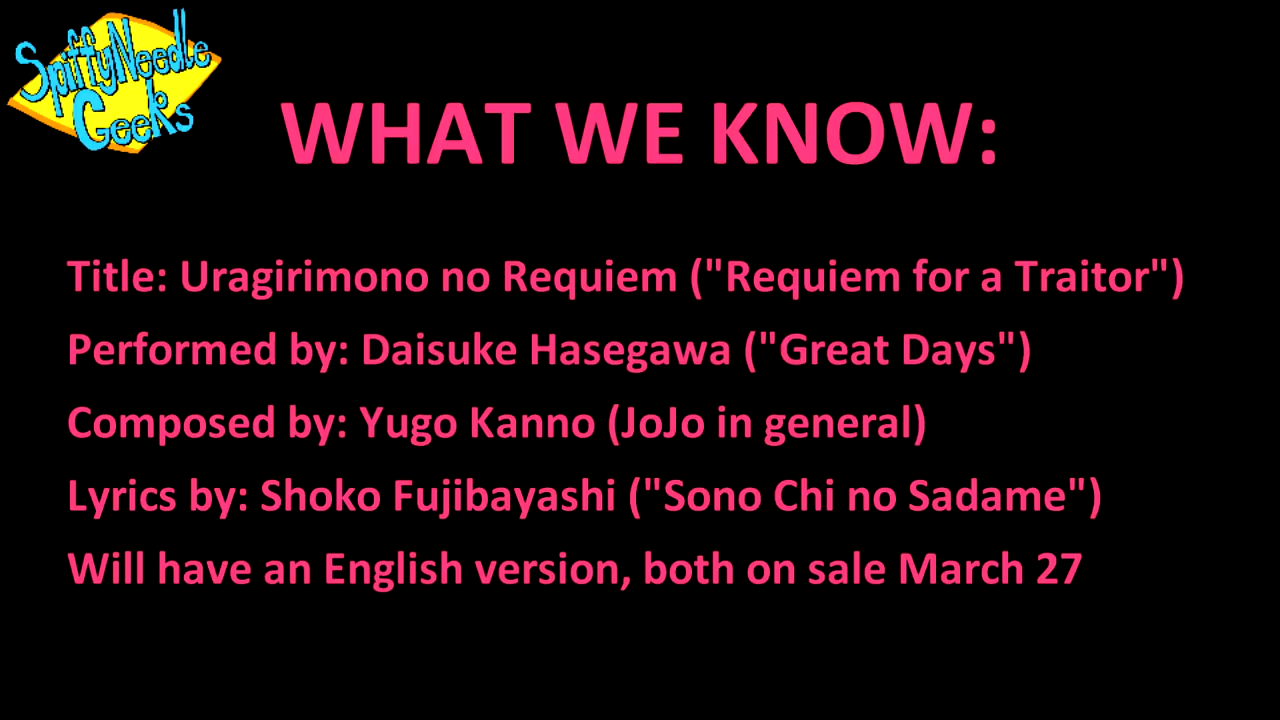 SpiffyNeedle
Geeks
WHAT WE KNOW:
Title: Uragirimono no Requiem ("Requiem for a Traitor")
Performed by: Daisuke Hasegawa ("Great Days")
Composed by: Yugo Kanno (JoJo in general)
Lyrics by: Shoko Fujibayashi ("Sono Chi no Sadame")
Will have an English version, both on sale March 27